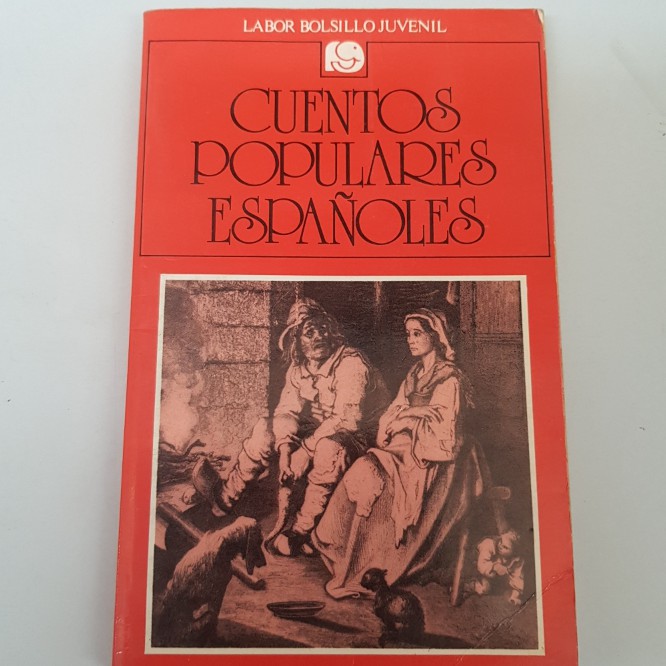 LABOR BOLSILLO JUVENIL
CUENTOS
POPULARES
ESPAÑOLES